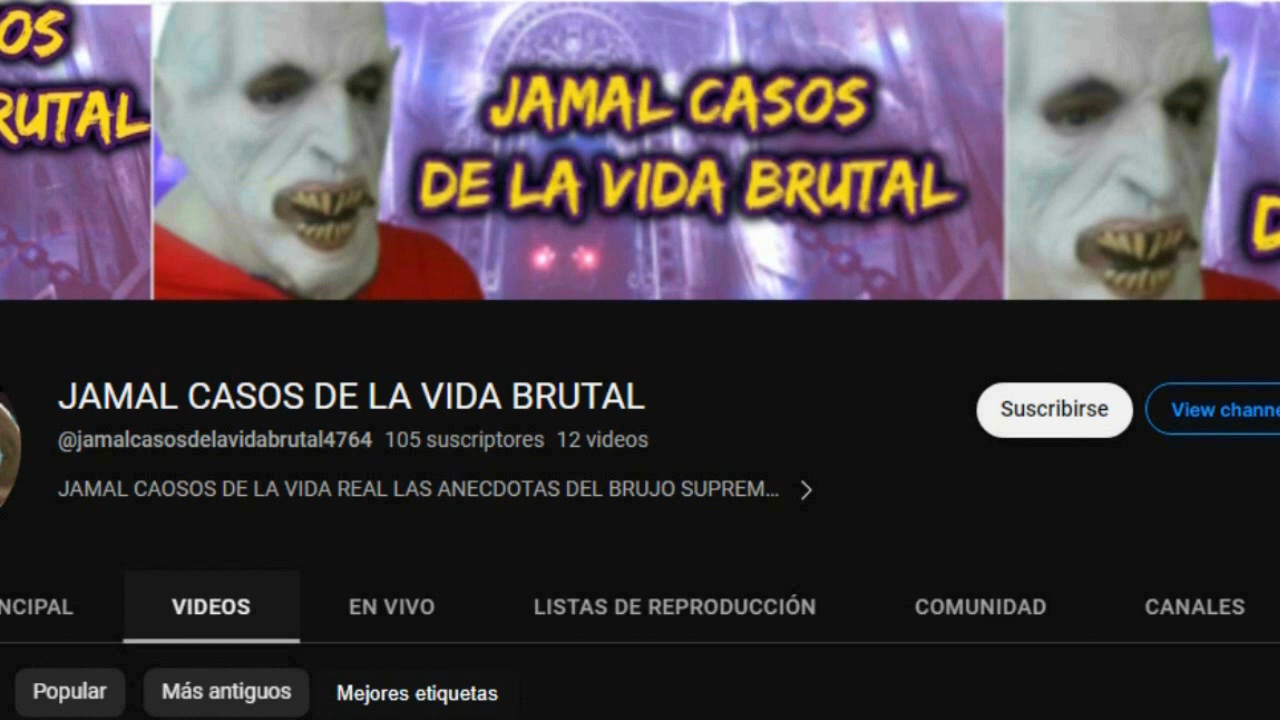 OS
RUTAL
JAMAL CASOS
DE LA VIDA BRUTAL
D
JAMAL CASOS DE LA VIDA BRUTAL
@jamalcasosdelavidabrutal4764 105 suscriptores 12 videos
Suscribirse
View channe
JAMAL CAOSOS DE LA VIDA REAL LAS ANECDOTAS DEL BRUJO SUPREM...
NCIPAL VIDEOS EN VIVO LISTAS DE REPRODUCCIÓN COMUNIDAD CANALES
Popular Más antiguos Mejores etiquetas